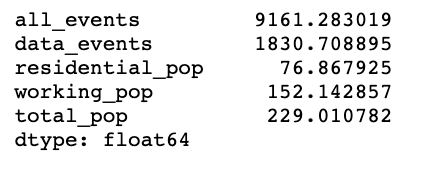 all_events 9161.283019
data_events 1830.708895
residential_pop 76.867925
working_pop 152.142857
total_pop 229.010782
dtype: float64